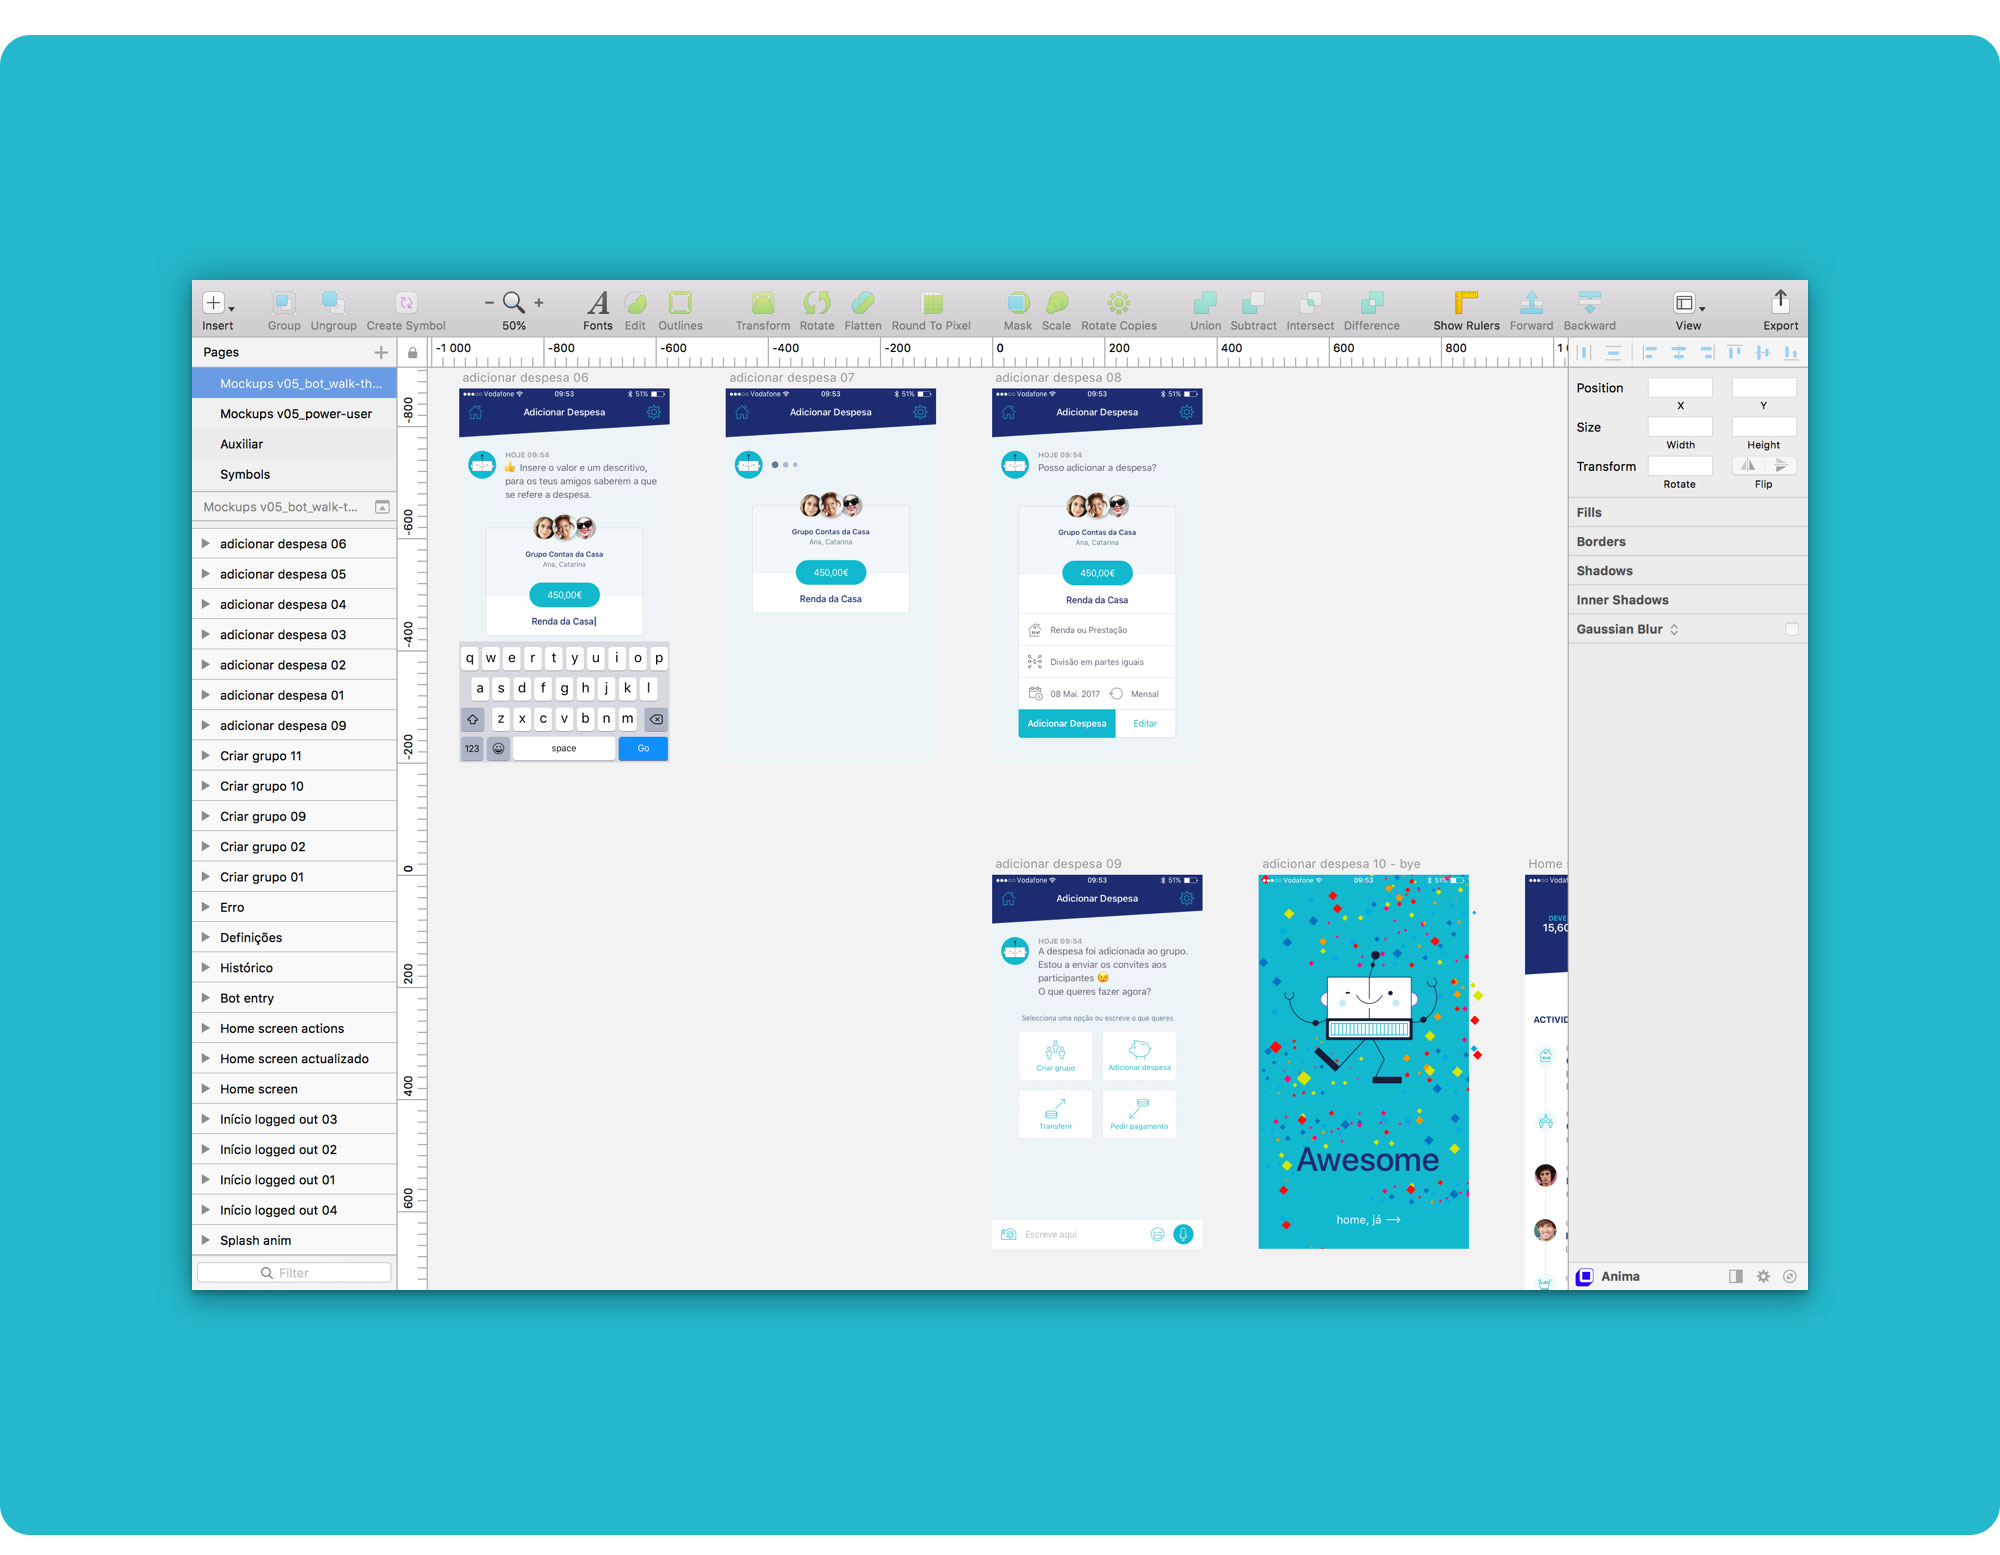 Insert
Group
Ungroup
Create Symbol
50%
Fonts
Edit
Outlines
Transform
Rotate
Flatten
Round To Pixel
Mask
Scale
Rotate Copies
Union
Subtract
Intersect
Difference
Show Rulers
Forward
Backward
View
Export
Pages
Mockups v05_bot_walk-th...
Mockups v05_power-user
Auxiliar
Symbols
Mockups v05_bot_walk-t...
adicionar despesa 06
adicionar despesa 05
adicionar despesa 04
adicionar despesa 03
adicionar despesa 02
adicionar despesa 01
adicionar despesa 09
Criar grupo 11
Criar grupo 10
Criar grupo 09
Criar grupo 02
Criar grupo 01
Erro
Definições
Histórico
Bot entry
Home screen actions
Home screen actualizado
Home screen
Início logged out 03
Início logged out 02
Início logged out 01
Início logged out 04
Splash anim
Filter
-1 000 -800 -600 -400 -200 0 200 400 600 800 1
-800
-600
-400
-200
0
200
400
600
adicionar despesa 06
Vodafone 09:53 51%
Adicionar Despesa
HOJE 09:54
👍 Insere o valor e um descritivo,
para os teus amigos saberem a que
se refere a despesa.
Grupo Contas da Casa
Ana, Catarina
450,00€
Renda da Casa
q w e r t y u i o p
a s d f g h j k l
z x c v b n m
123 space Go
adicionar despesa 07
Vodafone 09:53 51%
Adicionar Despesa
Grupo Contas da Casa
Ana, Catarina
450,00€
Renda da Casa
adicionar despesa 08
Vodafone 09:53 51%
Adicionar Despesa
HOJE 09:54
Posso adicionar a despesa?
Grupo Contas da Casa
Ana, Catarina
450,00€
Renda da Casa
Renda ou Prestação
Divisão em partes iguais
08 Mai. 2017 Mensal
Adicionar Despesa Editar
adicionar despesa 09
Vodafone 09:53 51%
Adicionar Despesa
HOJE 09:54
A despesa foi adicionada ao grupo.
Estou a enviar os convites aos
participantes 😉
O que queres fazer agora?
Selecciona uma opção ou escreve o que queres
Criar grupo Adicionar despesa
Transferir Pedir pagamento
Escreve aqui
adicionar despesa 10 - bye
Vodafone 09:53 51%
Awesome
home, já →
Home
Vodaf
DEVE
15,60
ACTIVID
Position
X Y
Size
Width Height
Transform
Rotate Flip
Fills
Borders
Shadows
Inner Shadows
Gaussian Blur
Anima